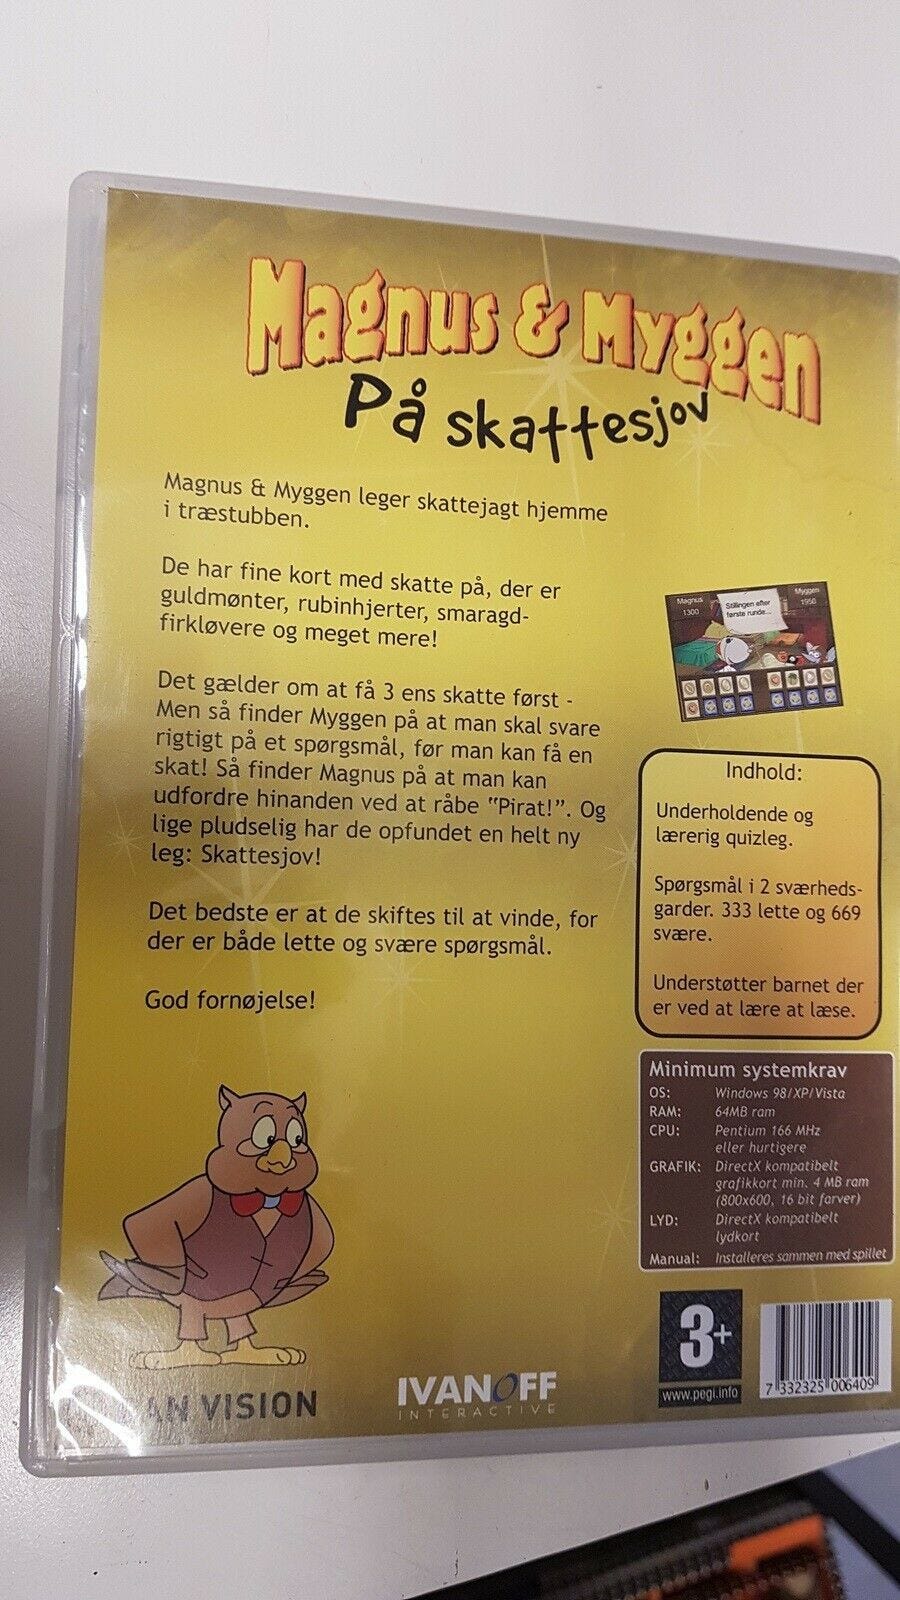 Magnus & Myggen
På skattesjov
Magnus & Myggen leger skattejagt hjemme
i træstubben.
De har fine kort med skatte på, der er
guldmønter, rubinhjerter, smaragd-
firkløvere og meget mere!
Det gælder om at få 3 ens skatte først -
Men så finder Myggen på at man skal svare
rigtigt på et spørgsmål, før man kan få en
skat! Så finder Magnus på at man kan
udfordre hinanden ved at råbe "Pirat!". Og
lige pludselig har de opfundet en helt ny
leg: Skattesjov!
Det bedste er at de skiftes til at vinde, for
der er både lette og svære spørgsmål.
God fornøjelse!
Magnus
1300
Stillingen efter
første runde...
Myggen
1950
Indhold:
Underholdende og
lærerig quizleg.
Spørgsmål i 2 sværheds-
garder. 333 lette og 669
svære.
Understøtter barnet der
er ved at lære at læse.
Minimum systemkrav
OS: Windows 98/XP/Vista
RAM: 64MB ram
CPU: Pentium 166 MHz
eller hurtigere
GRAFIK: DirectX kompatibelt
grafikkort min. 4 MB ram
(800x600, 16 bit farver)
LYD: DirectX kompatibelt
lydkort
Manual: Installeres sammen med spillet
3+
www.pegi.info
7 332325 006409
VISION
IVANOFF
INTERACTIVE